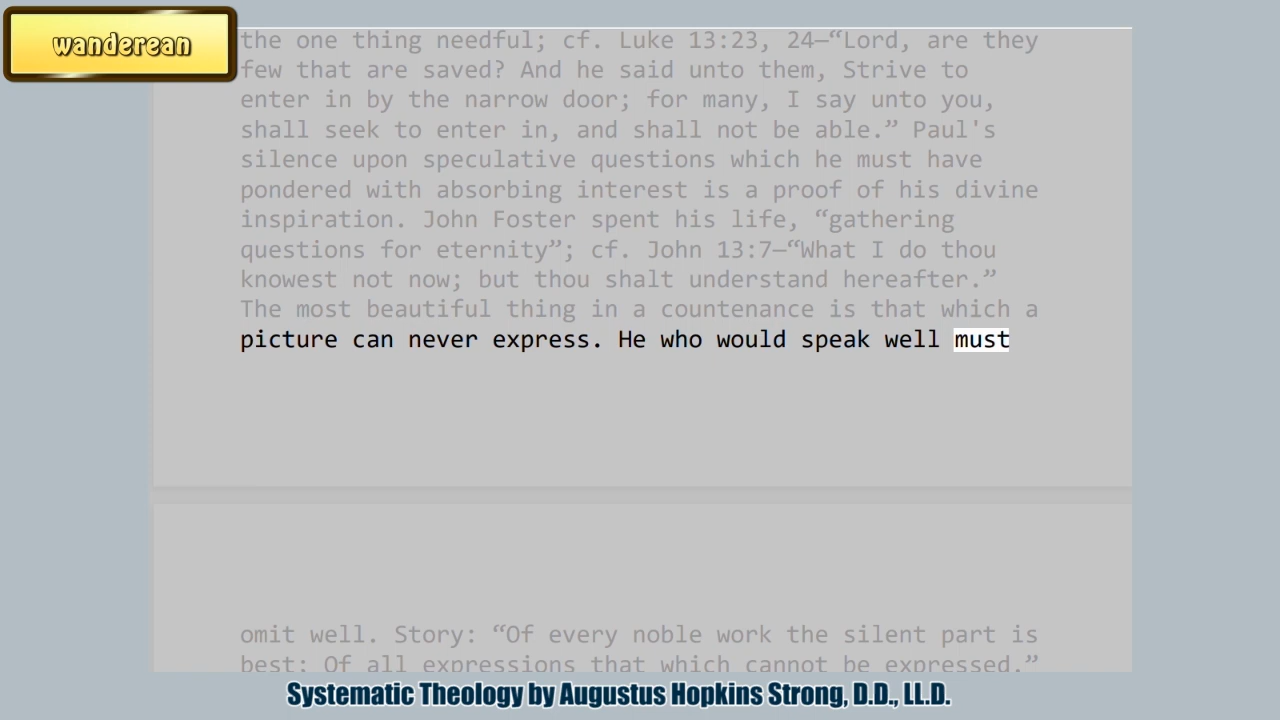 wanderean
the one thing needful; cf. Luke 13:23, 24—“Lord, are they
few that are saved? And he said unto them, Strive to
enter in by the narrow door; for many, I say unto you,
shall seek to enter in, and shall not be able.” Paul's
silence upon speculative questions which he must have
pondered with absorbing interest is a proof of his divine
inspiration. John Foster spent his life, “gathering
questions for eternity”; cf. John 13:7—“What I do thou
knowest not now; but thou shalt understand hereafter.”
The most beautiful thing in a countenance is that which a
picture can never express. He who would speak well must
omit well. Story: “Of every noble work the silent part is
best; Of all expressions that which cannot be expressed.”
Systematic Theology by Augustus Hopkins Strong, D.D., LL.D.